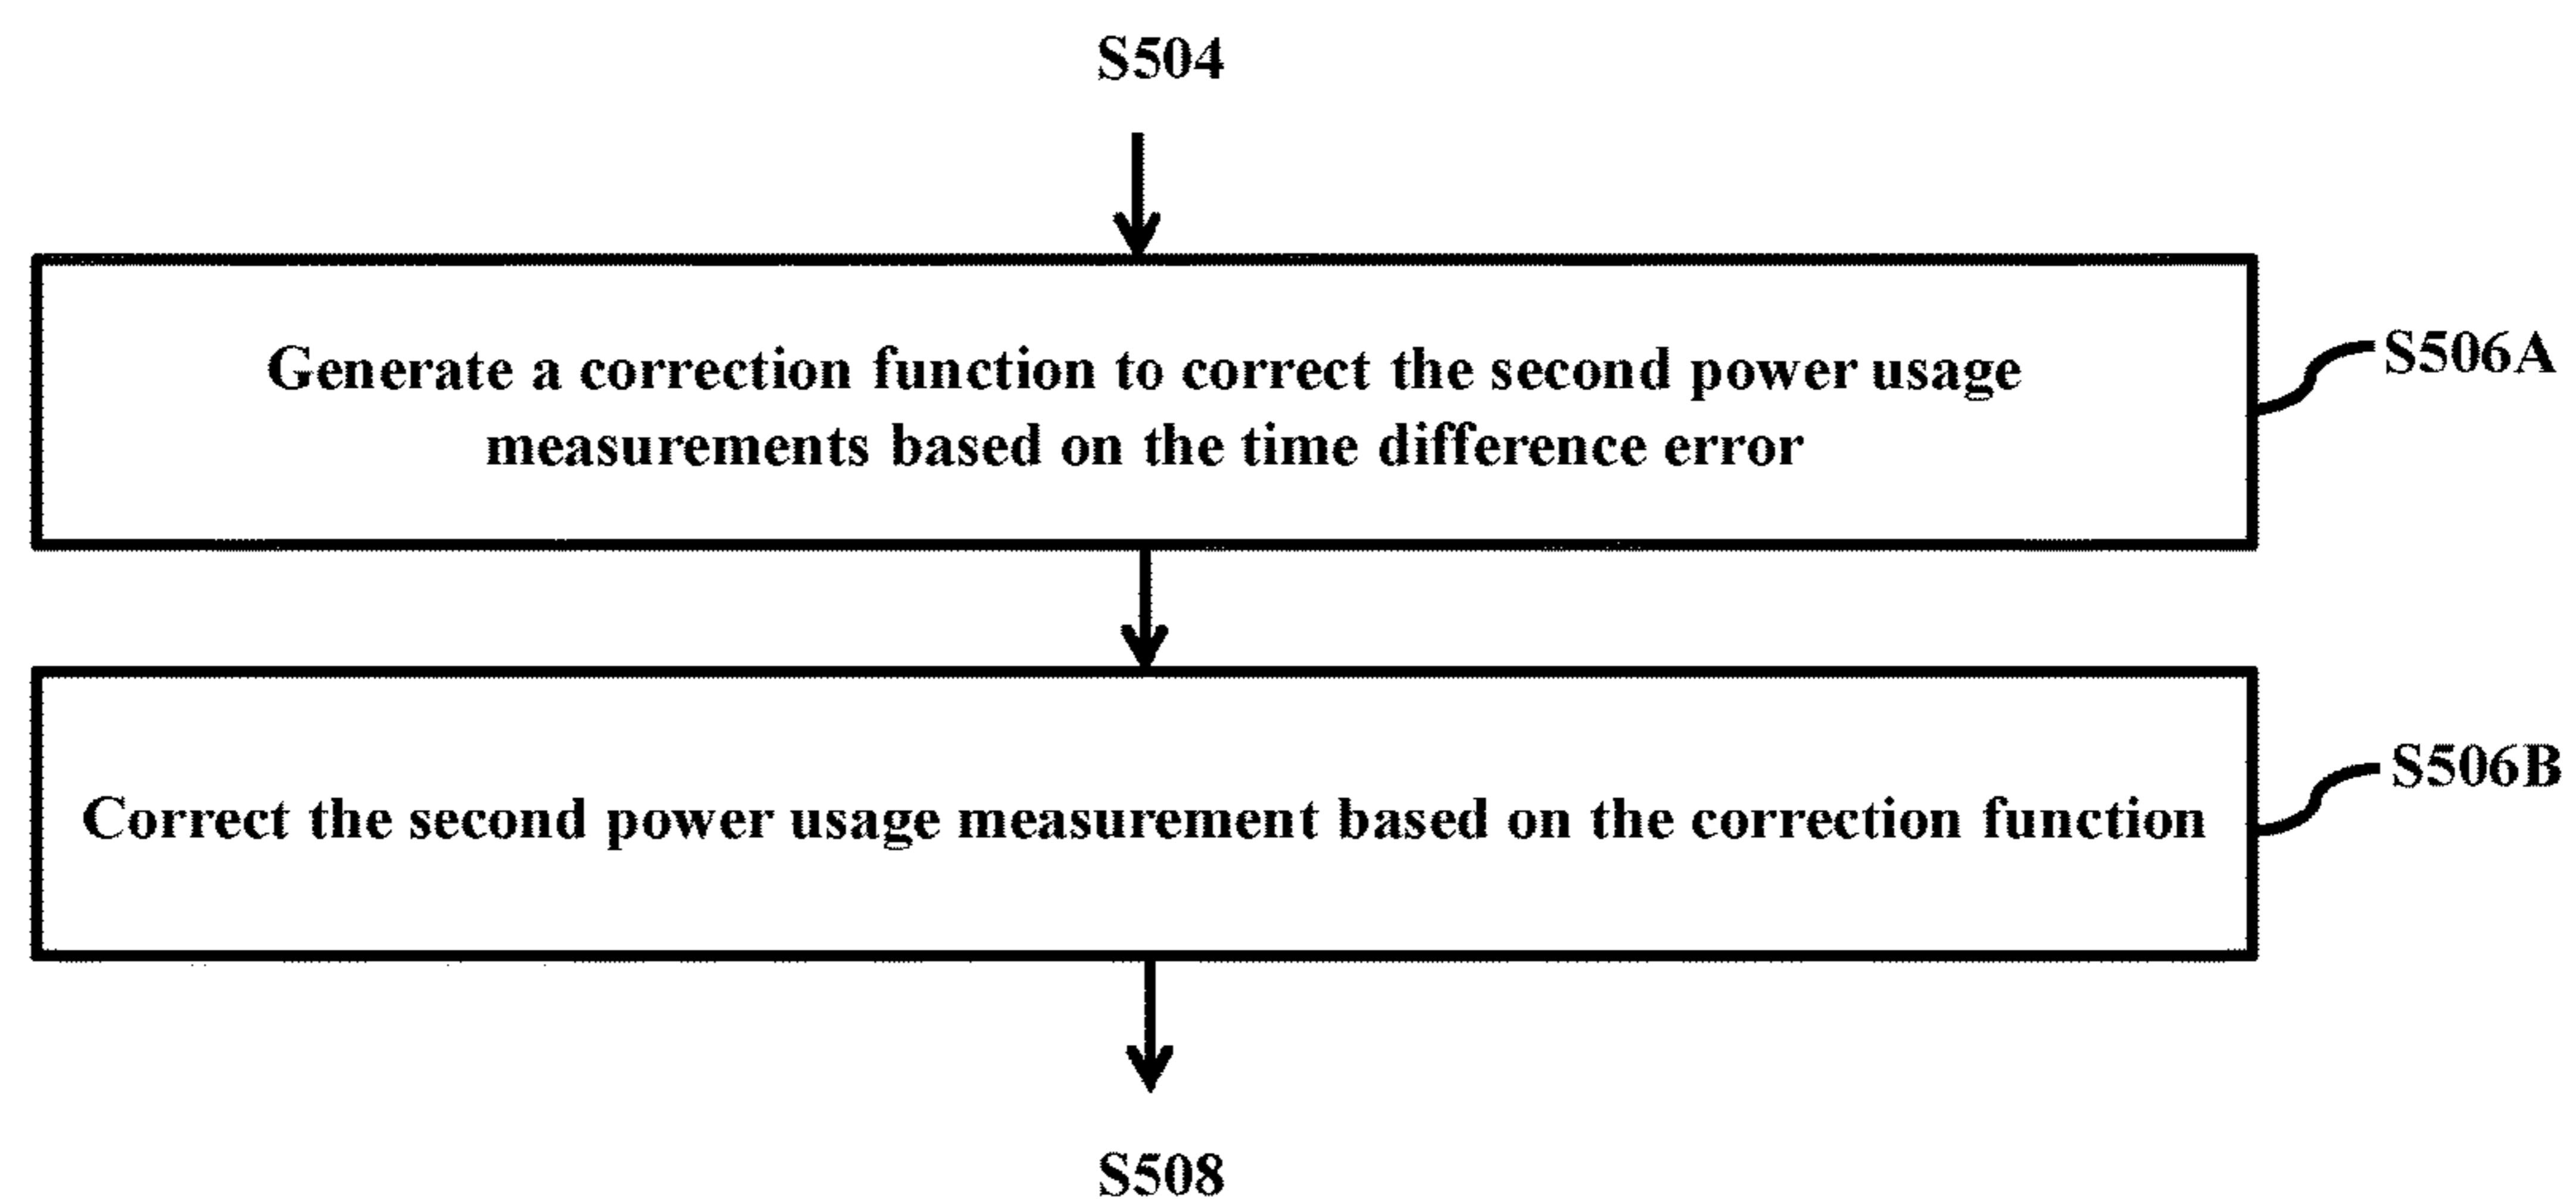 S504
Generate a correction function to correct the second power usage
S506A
measurements based on the time difference error
S506B
Correct the second power usage measurement based on the correction function
S508